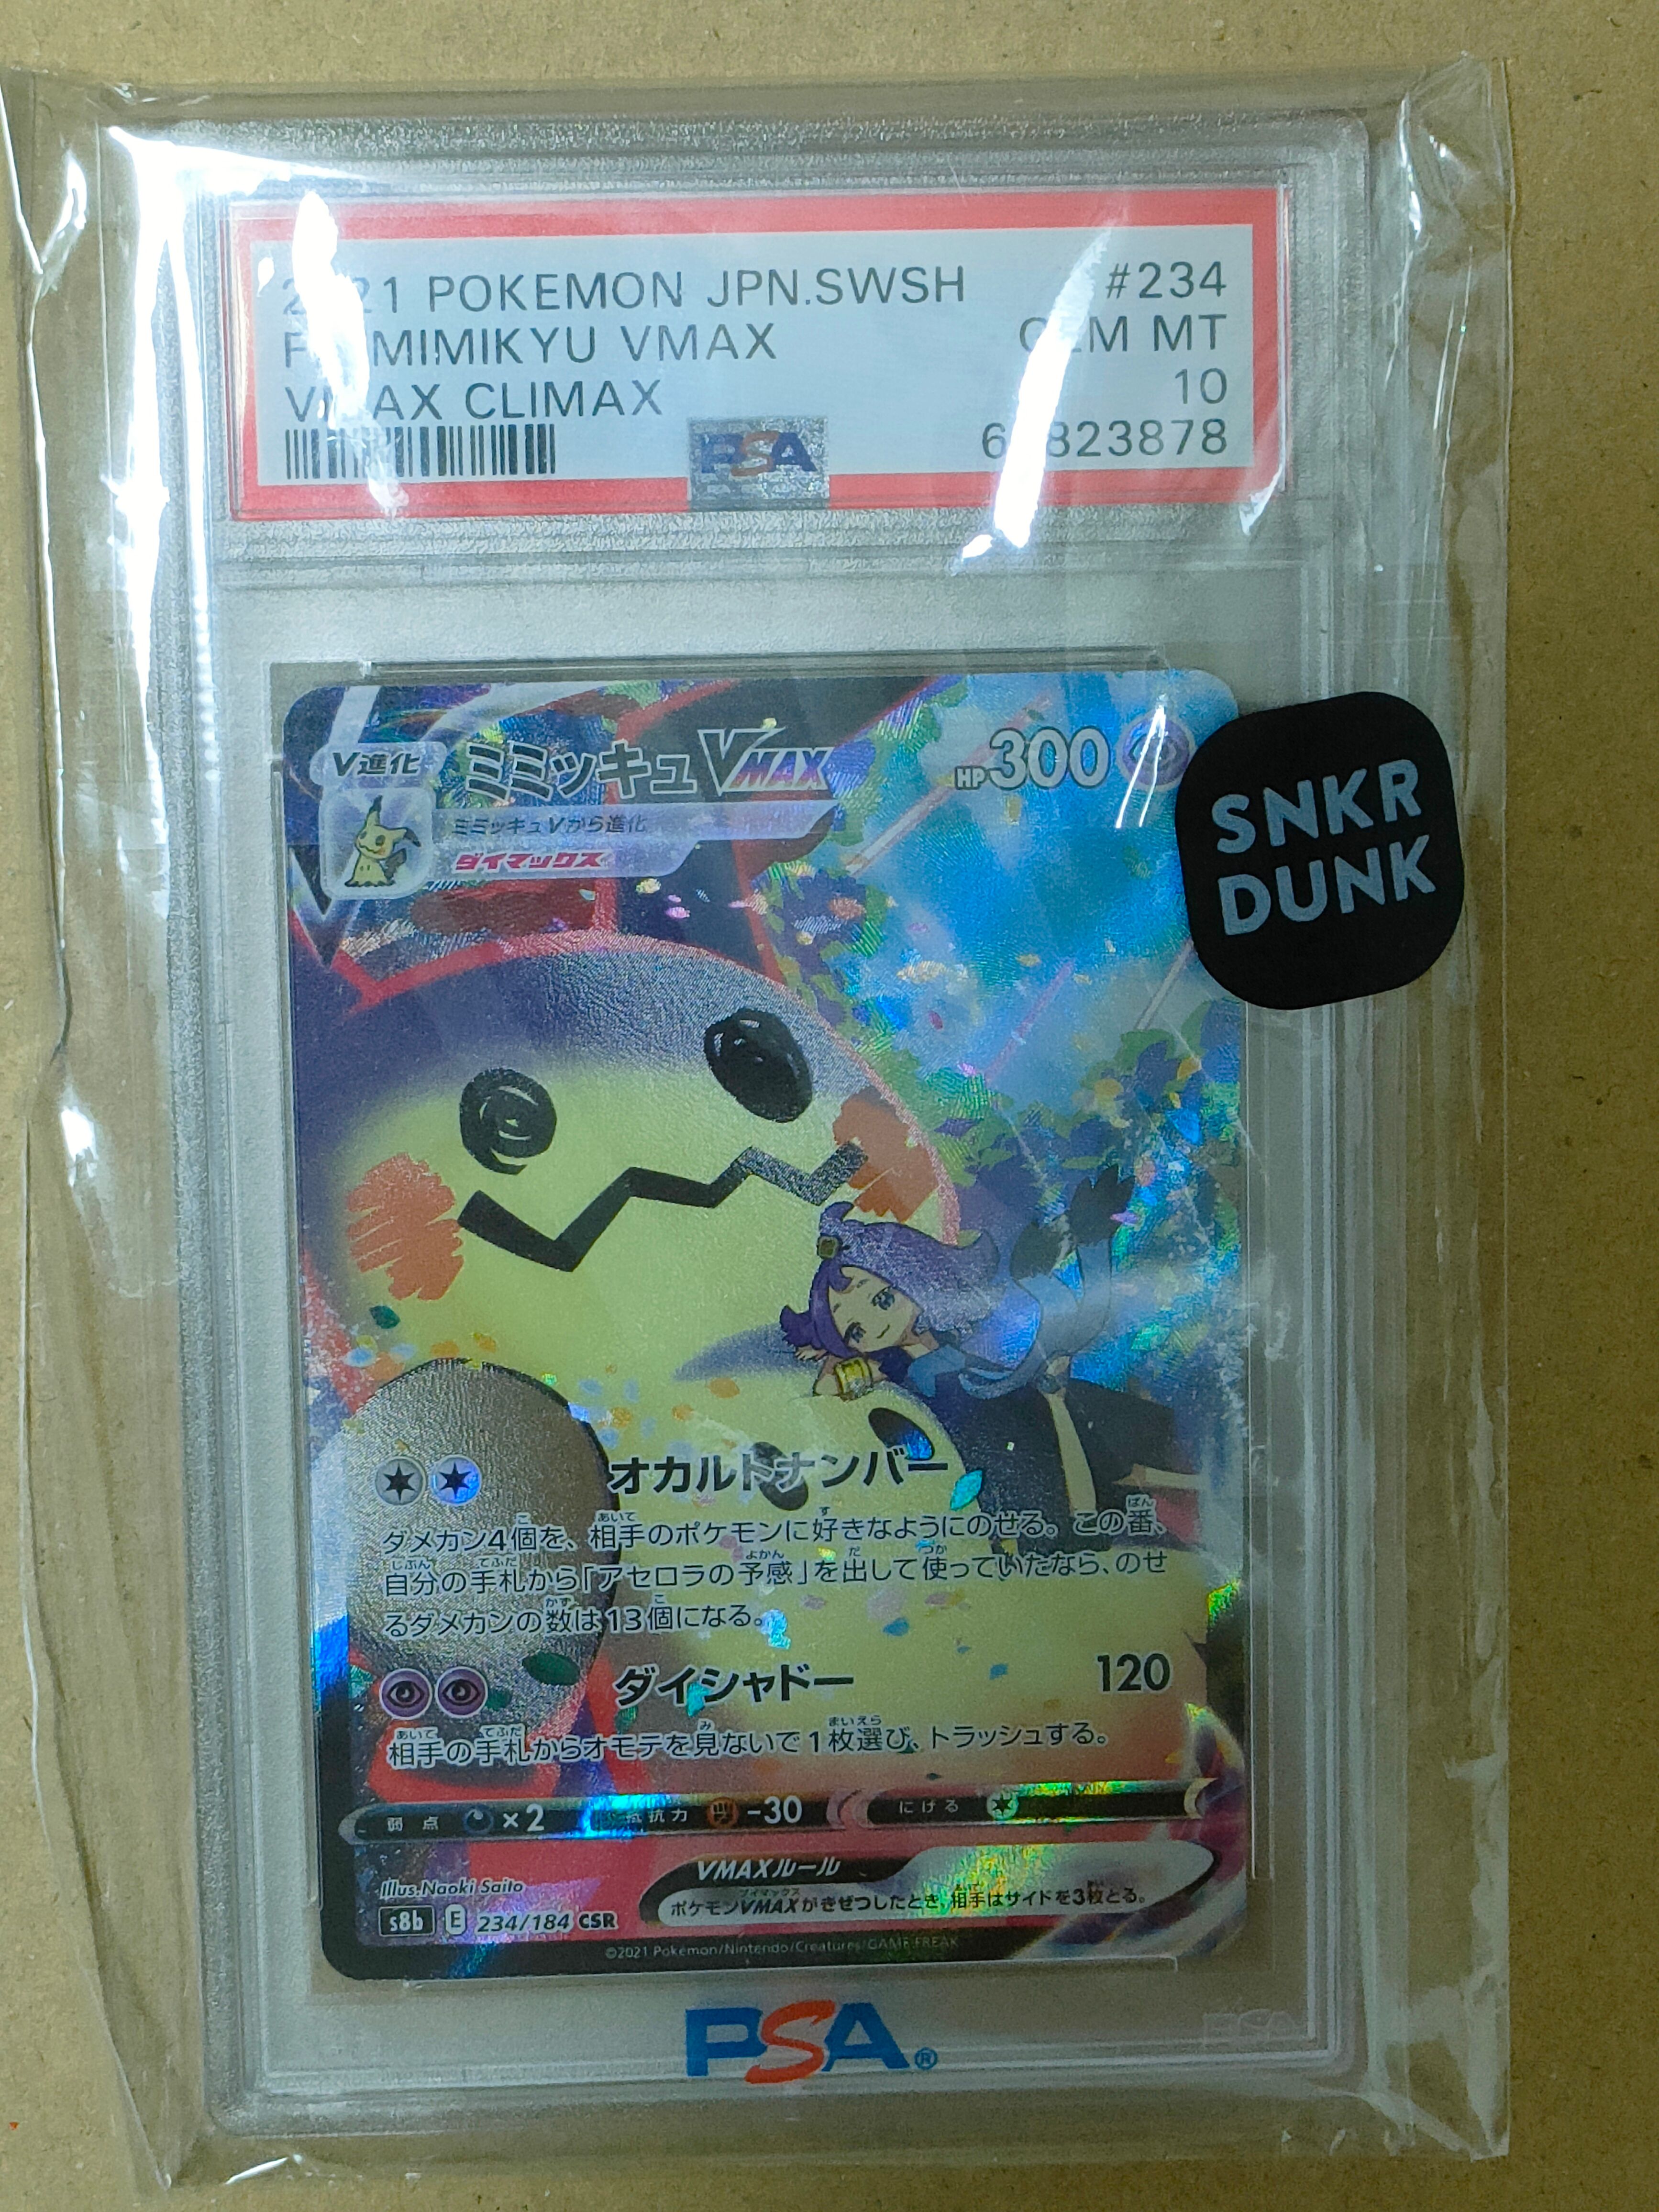 POKEMON JPN.SWSH #234
MIMIKYU VMAX MT
CLIMAX 10
PSA 823878
V進化 ミミッキュVMAX HP300
ミミッキュVから進化
ダイマックス
SNKR
DUNK
オカルトナンバー
ダメカン4個を、相手のポケモンに好きなようにのせる。この番、
自分の手札から「アセロラの予感」を出して使っていたなら、のせ
るダメカンの数は13個になる。
ダイシャドー 120
相手の手札からオモテを見ないで1枚選び、トラッシュする。
弱点 ×2 抵抗力 -30 にげる
VMAXルール
ポケモンVMAXがきぜつしたとき、相手はサイドを3枚とる。
Illus.Naoki Saito
s8b E 234/184 CSR
©2021 Pokémon/Nintendo/Creatures/GAME FREAK
PSA®
PSA